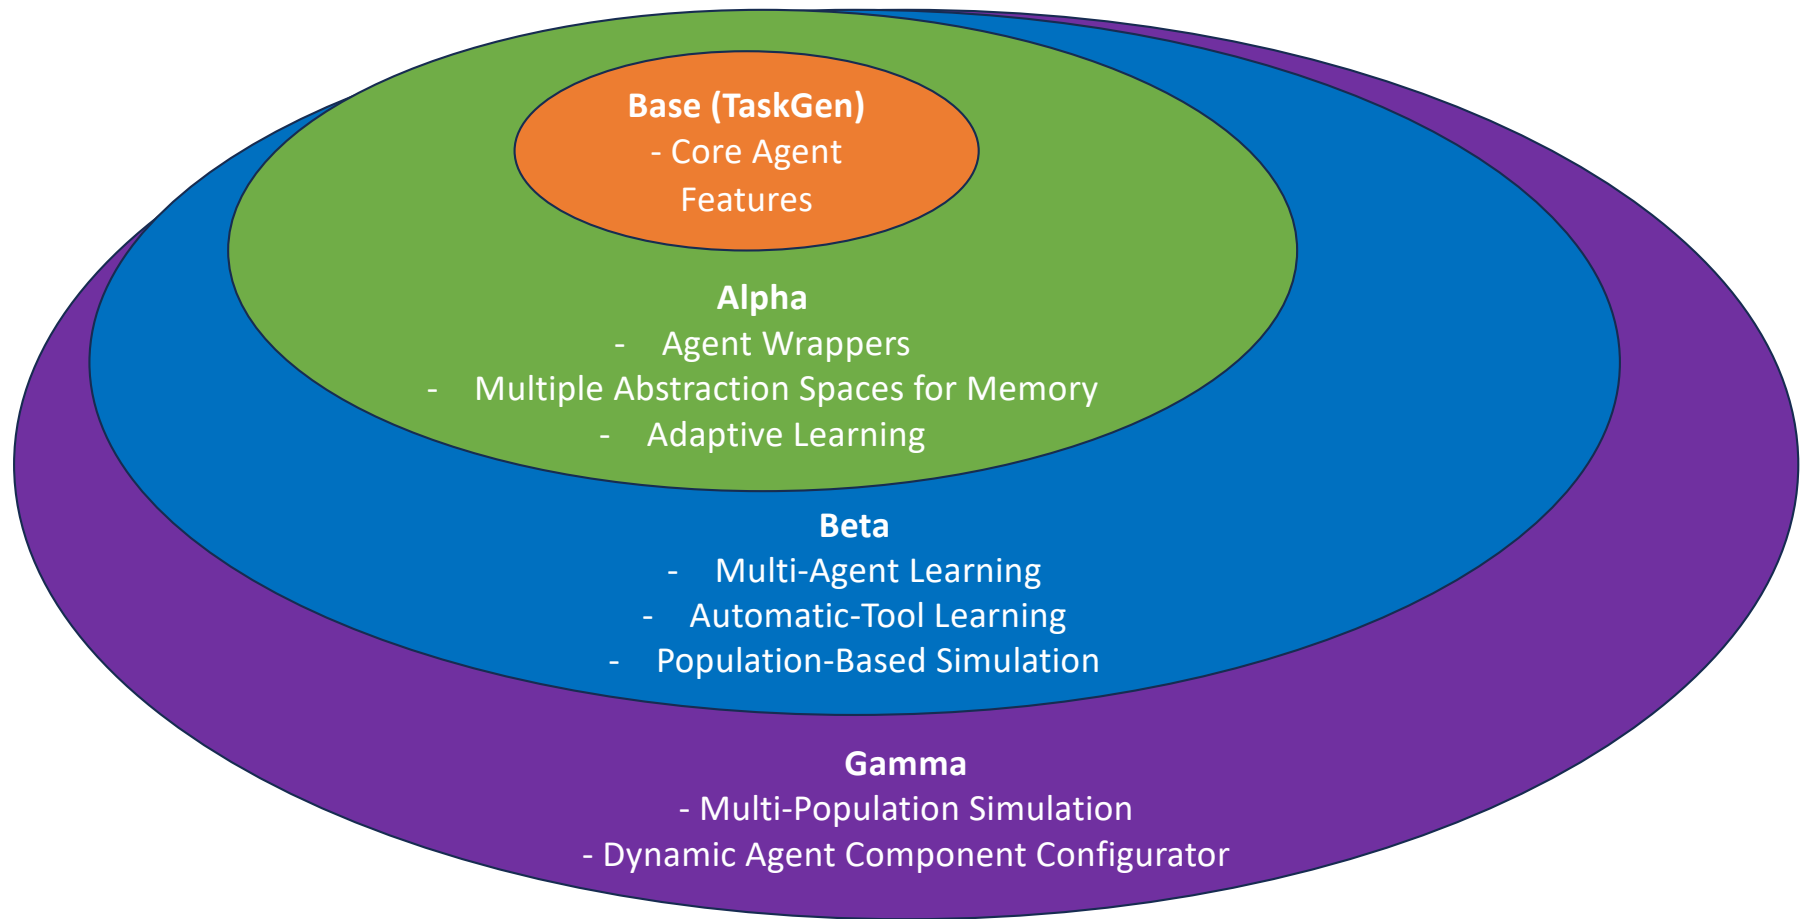 Base (TaskGen)
- Core Agent
Features
Alpha
- Agent Wrappers
- Multiple Abstraction Spaces for Memory
- Adaptive Learning
Beta
- Multi-Agent Learning
- Automatic-Tool Learning
- Population-Based Simulation
Gamma
- Multi-Population Simulation
- Dynamic Agent Component Configurator